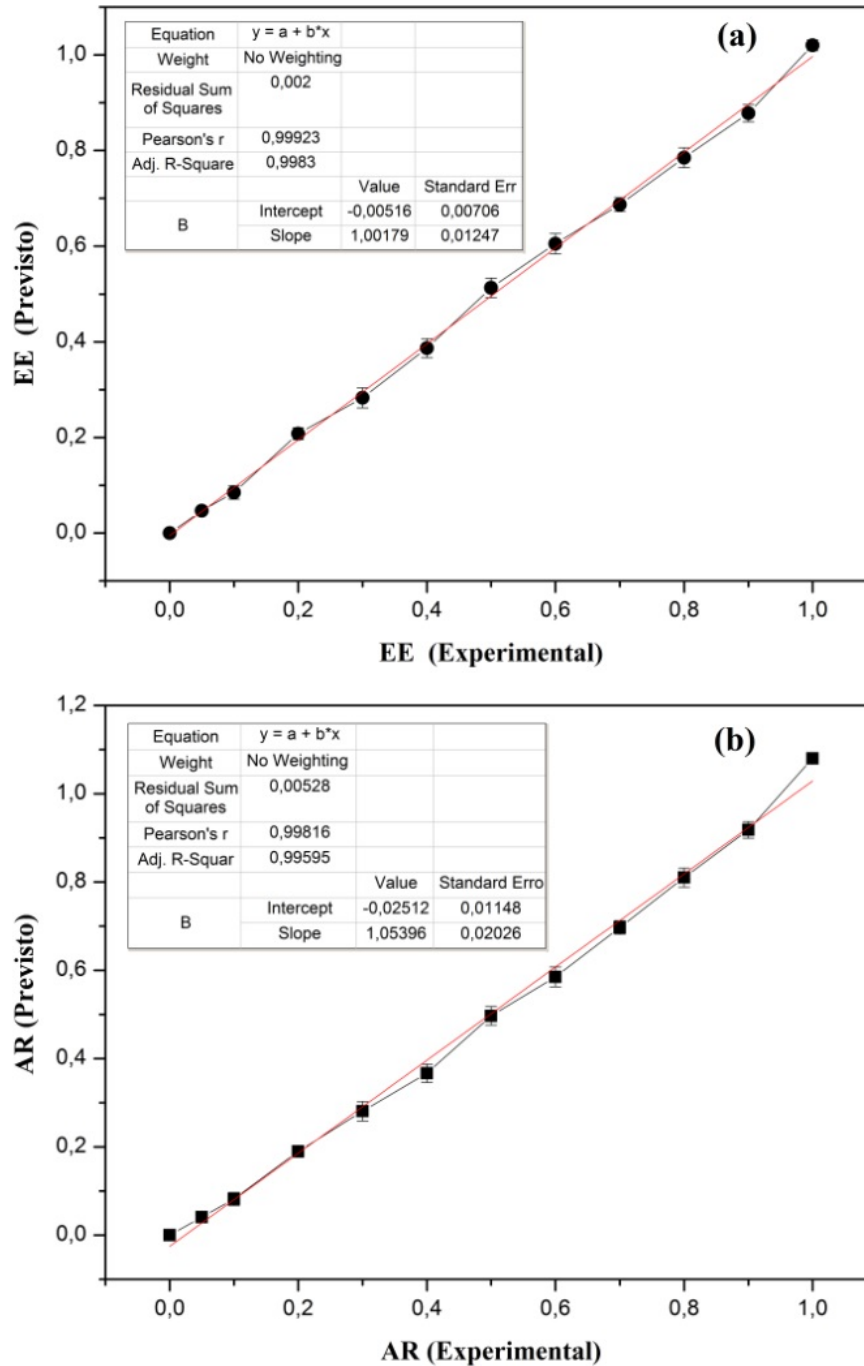 (a)
Equation y = a + b*x
Weight No Weighting
Residual Sum of Squares 0,002
Pearson's r 0,99923
Adj. R-Square 0,9983
Value Standard Err
B Intercept -0,00516 0,00706
Slope 1,00179 0,01247
1,0
0,8
0,6
0,4
0,2
0,0
EE (Previsto)
0,0 0,2 0,4 0,6 0,8 1,0
EE (Experimental)
(b)
Equation y = a + b*x
Weight No Weighting
Residual Sum of Squares 0,00528
Pearson's r 0,99816
Adj. R-Squar 0,99595
Value Standard Erro
B Intercept -0,02512 0,01148
Slope 1,05396 0,02026
1,2
1,0
0,8
0,6
0,4
0,2
0,0
AR (Previsto)
0,0 0,2 0,4 0,6 0,8 1,0
AR (Experimental)